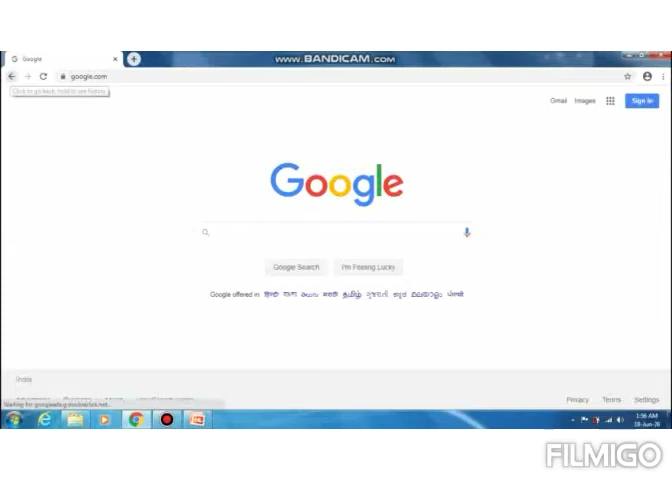 Google
www.BANDICAM.com
google.com
Click to go back, hold to see history
Gmail Images Sign in
Google
Google Search I'm Feeling Lucky
Google offered in हिन्दी বাংলা తెలుగు मराठी தமிழ் ગુજરાતી ಕನ್ನಡ മലയാളം ਪੰਜਾਬੀ
India
Privacy Terms Settings
1:56 AM
FILMIGO